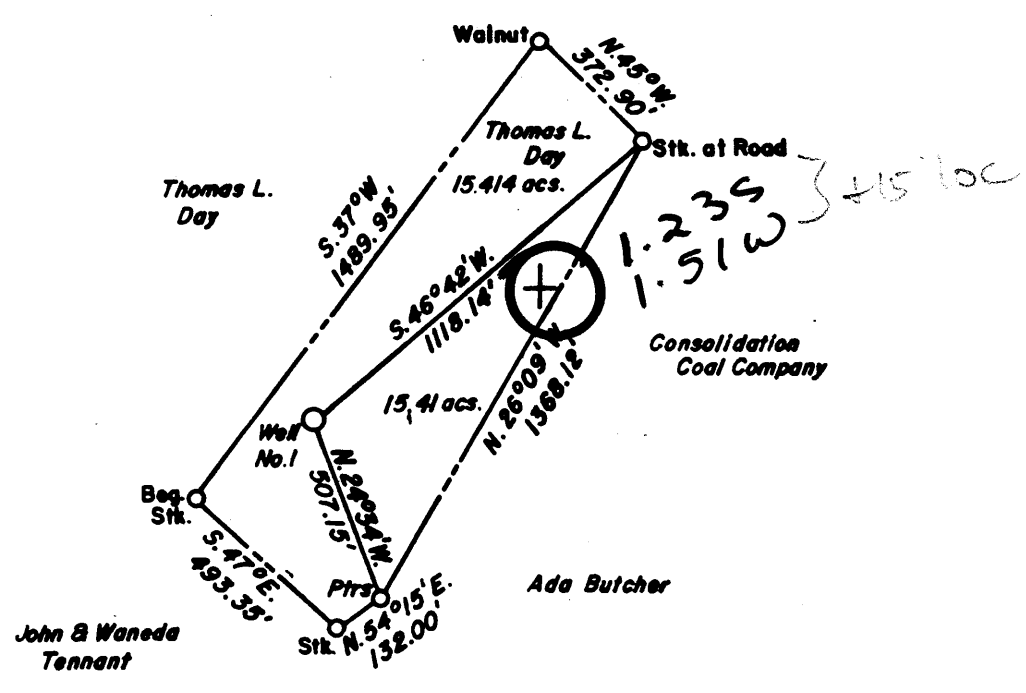 Walnut
N. 45° W.
372.90'
Stk. at Road
Thomas L.
Day
15.414 acs.
Thomas L.
Day
S. 37° W
1489.95'
S. 46° 42' W.
1118.14'
1.23S
1.51W
+15' loc
Consolidation
Coal Company
15.41 acs.
N. 26° 09'
1368.12'
Well
No. 1
N. 24° 34' W.
507.15'
Beg.
Stk.
S. 47° E.
493.35'
Ptrs
Stk.
N. 54° 15' E.
132.00'
Ada Butcher
John & Waneda
Tennant